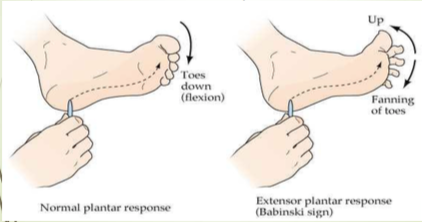 Toes
down
(flexion)
Normal plantar response
Up
Fanning
of toes
Extensor plantar response
(Babinski sign)